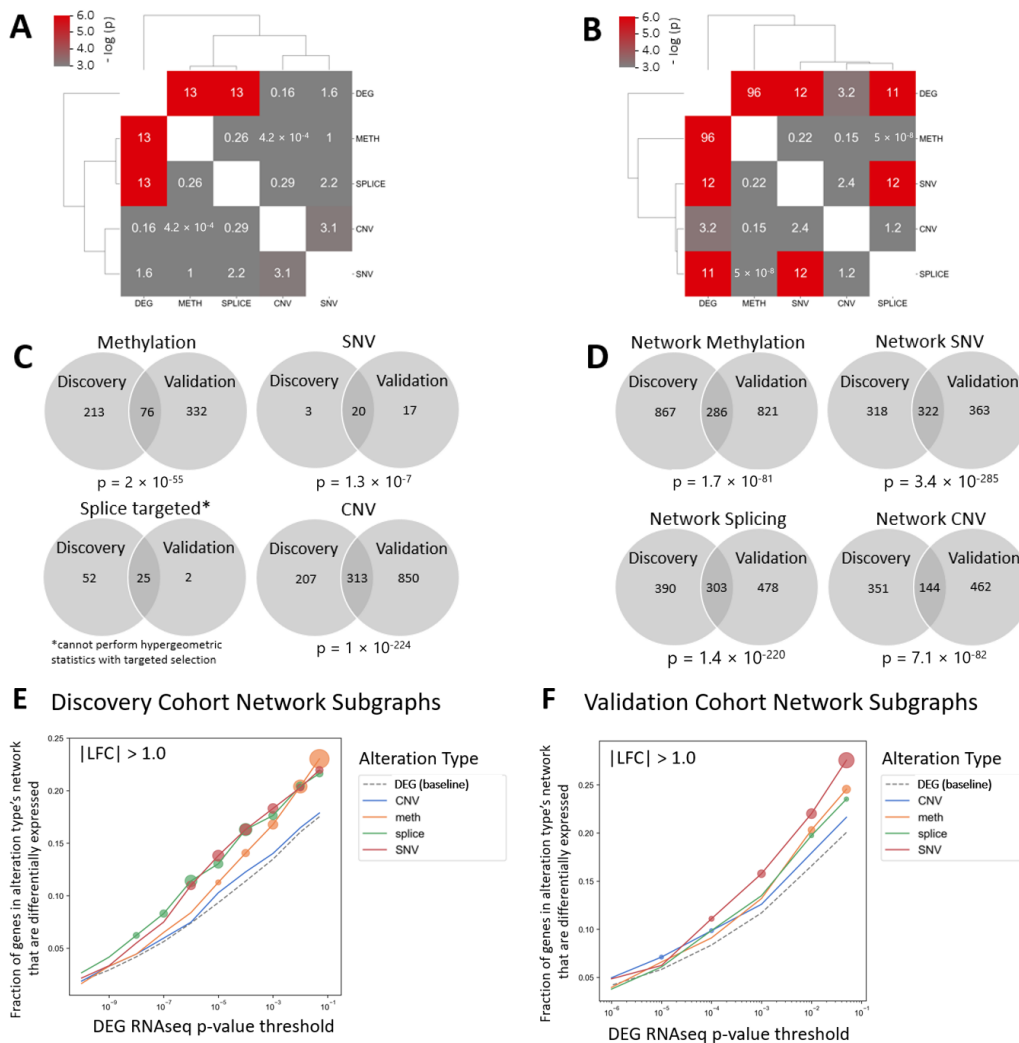 A
6.0
5.0
4.0
3.0
- log (p)
13 13 0.16 1.6 DEG
13 0.26 4.2 × 10⁻⁴ 1 METH
13 0.26 0.29 2.2 SPLICE
0.16 4.2 × 10⁻⁴ 0.29 3.1 CNV
1.6 1 2.2 3.1 SNV
DEG METH SPLICE CNV SNV
B
6.0
5.0
4.0
3.0
- log (p)
96 12 3.2 11 DEG
96 0.22 0.15 5 × 10⁻⁸ METH
12 0.22 2.4 12 SNV
3.2 0.15 2.4 1.2 CNV
11 5 × 10⁻⁸ 12 1.2 SPLICE
DEG METH SNV CNV SPLICE
C
Methylation
Discovery Validation
213 76 332
p = 2 × 10⁻⁵⁵
SNV
Discovery Validation
3 20 17
p = 1.3 × 10⁻⁷
Splice targeted*
Discovery Validation
52 25 2
*cannot perform hypergeometric
statistics with targeted selection
CNV
Discovery Validation
207 313 850
p = 1 × 10⁻²²⁴
D
Network Methylation
Discovery Validation
867 286 821
p = 1.7 × 10⁻⁸¹
Network SNV
Discovery Validation
318 322 363
p = 3.4 × 10⁻²⁸⁵
Network Splicing
Discovery Validation
390 303 478
p = 1.4 × 10⁻²²⁰
Network CNV
Discovery Validation
351 144 462
p = 7.1 × 10⁻⁸²
E Discovery Cohort Network Subgraphs
|LFC| > 1.0
Fraction of genes in alteration type's network
that are differentially expressed
0.25
0.20
0.15
0.10
0.05
10⁻⁹ 10⁻⁷ 10⁻⁵ 10⁻³ 10⁻¹
DEG RNAseq p-value threshold
Alteration Type
DEG (baseline)
CNV
meth
splice
SNV
F Validation Cohort Network Subgraphs
|LFC| > 1.0
Fraction of genes in alteration type's network
that are differentially expressed
0.25
0.20
0.15
0.10
0.05
10⁻⁶ 10⁻⁵ 10⁻⁴ 10⁻³ 10⁻² 10⁻¹
DEG RNAseq p-value threshold
Alteration Type
DEG (baseline)
CNV
meth
splice
SNV